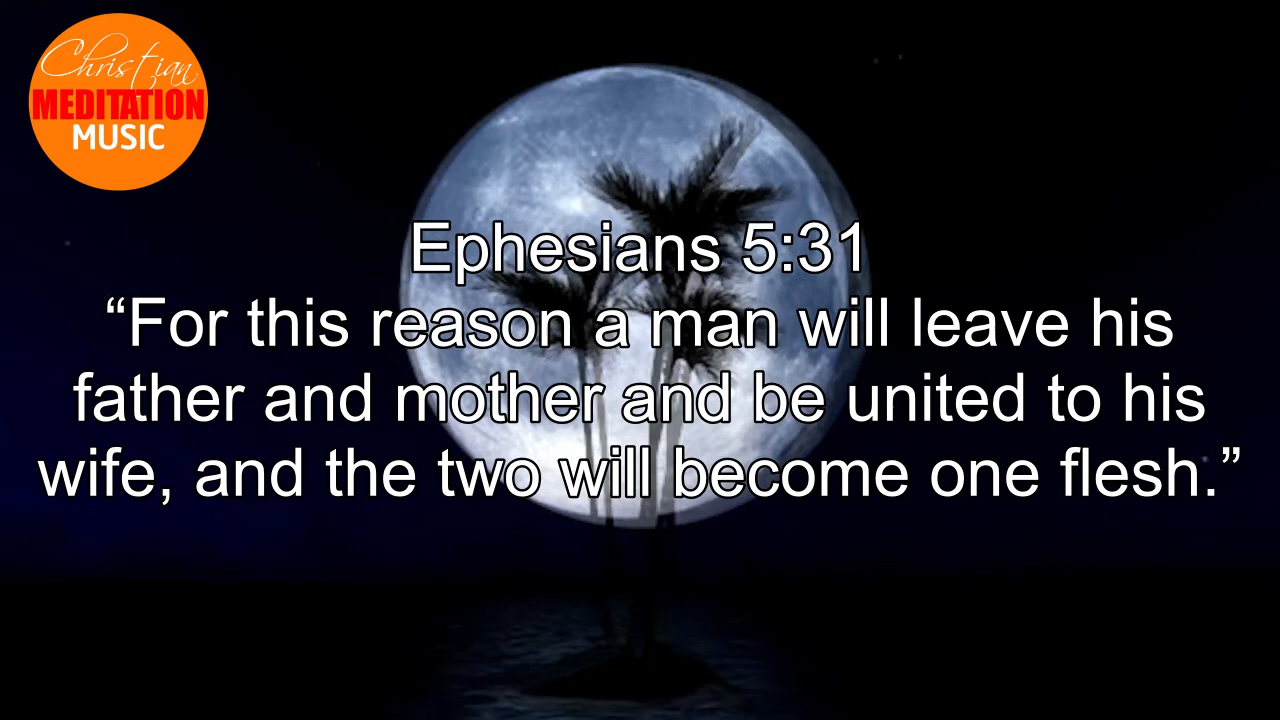 Christian
MEDITATION
MUSIC
Ephesians 5:31
“For this reason a man will leave his
father and mother and be united to his
wife, and the two will become one flesh.”